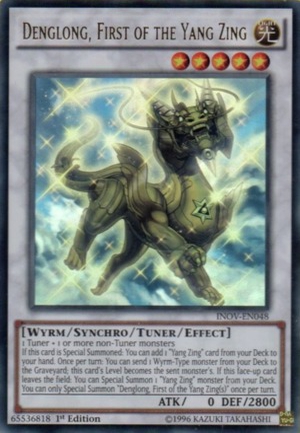 DENGLONG, FIRST OF THE YANG ZING
光
INOV-EN048
[WYRM/SYNCHRO/TUNER/EFFECT]
1 Tuner + 1 or more non-Tuner monsters
If this card is Special Summoned: You can add 1 "Yang Zing" card from your Deck to
your hand. Once per turn: You can send 1 Wyrm-Type monster from your Deck to
the Graveyard; this card's Level becomes the sent monster's. If this face-up card
leaves the field: You can Special Summon 1 "Yang Zing" monster from your Deck.
You can only Special Summon "Denglong, First of the Yang Zing(s)" once per turn.
ATK/ 0 DEF/2800
65536818 1st Edition ©1996 KAZUKI TAKAHASHI